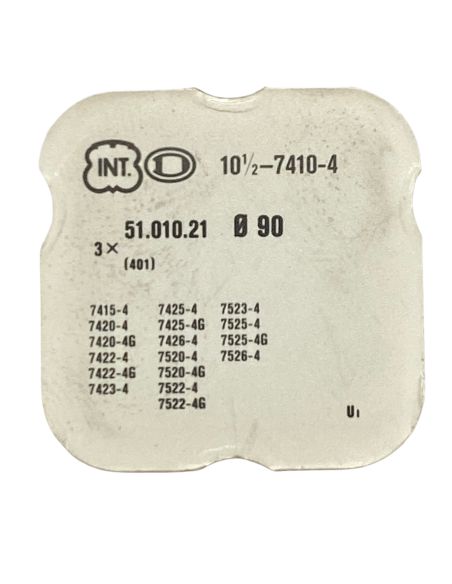 INT. D 10½-7410-4
3× 51.010.21 Ø 90
(401)
7415-4 7425-4 7523-4
7420-4 7425-4G 7525-4
7420-4G 7426-4 7525-4G
7422-4 7520-4 7526-4
7422-4G 7520-4G
7423-4 7522-4
7522-4G
Uı